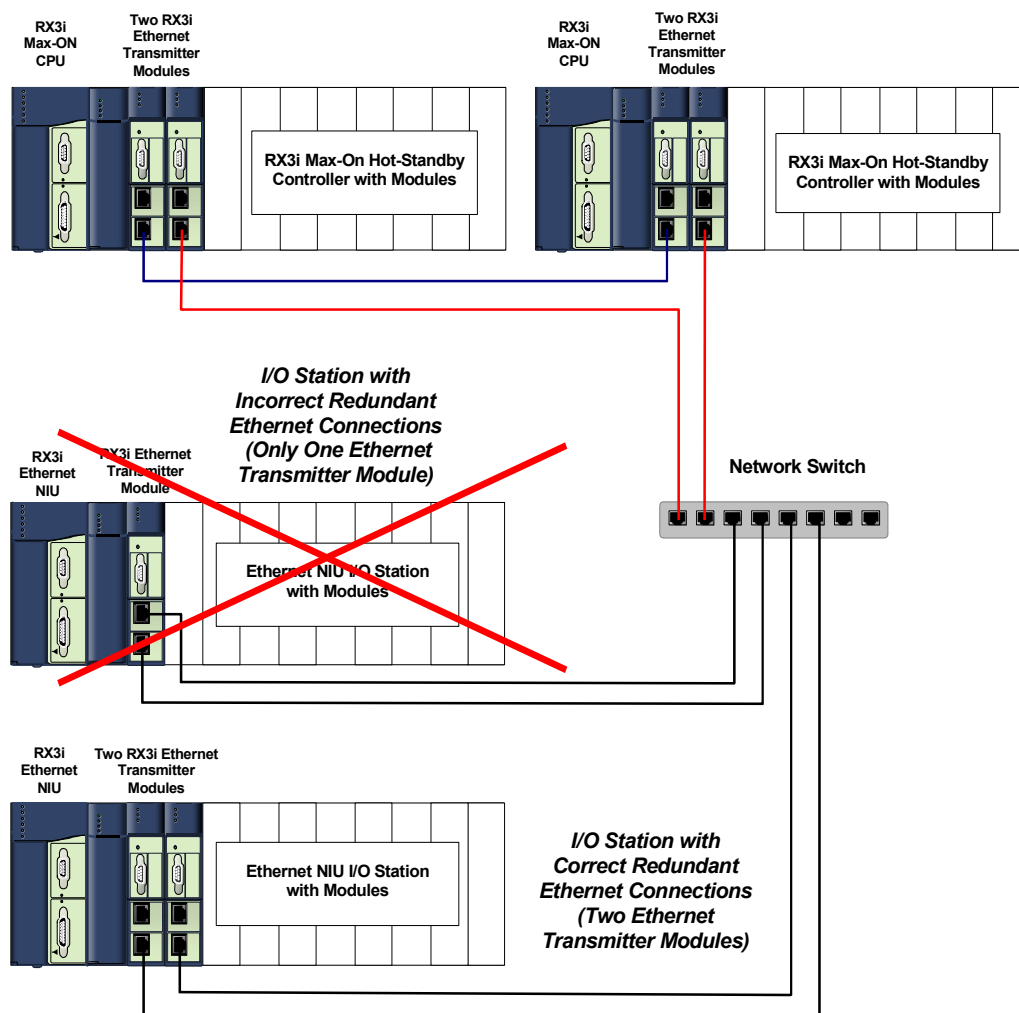 RX3i
Max-ON
CPU
Two RX3i
Ethernet
Transmitter
Modules
RX3i
Max-ON
CPU
Two RX3i
Ethernet
Transmitter
Modules
RX3i Max-On Hot-Standby
Controller with Modules
RX3i Max-On Hot-Standby
Controller with Modules
I/O Station with
Incorrect Redundant
Ethernet Connections
(Only One Ethernet
Transmitter Module)
RX3i
Ethernet
NIU
RX3i Ethernet
Transmitter
Module
Network Switch
Ethernet NIU I/O Station
with Modules
RX3i
Ethernet
NIU
Two RX3i Ethernet
Transmitter
Modules
Ethernet NIU I/O Station
with Modules
I/O Station with
Correct Redundant
Ethernet Connections
(Two Ethernet
Transmitter Modules)